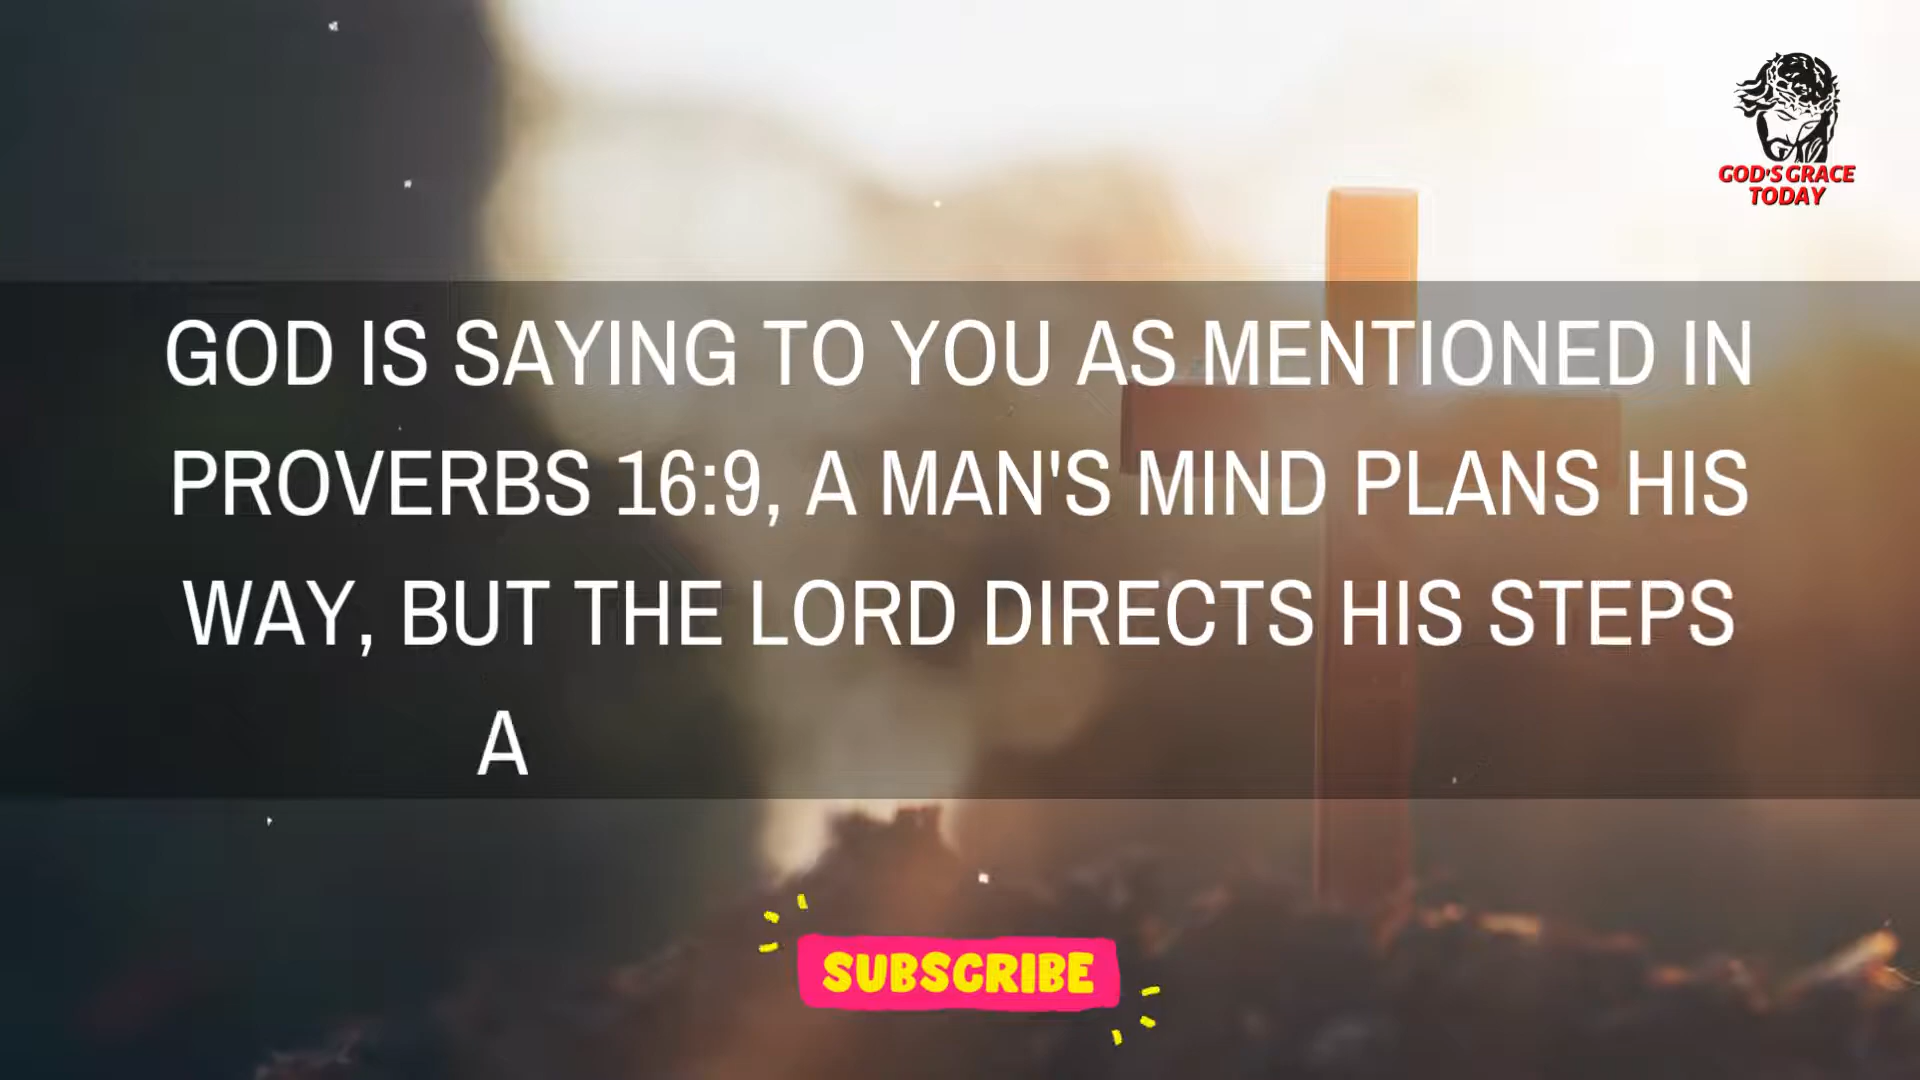 GOD'S GRACE
TODAY
GOD IS SAYING TO YOU AS MENTIONED IN
PROVERBS 16:9, A MAN'S MIND PLANS HIS
WAY, BUT THE LORD DIRECTS HIS STEPS
A
SUBSCRIBE